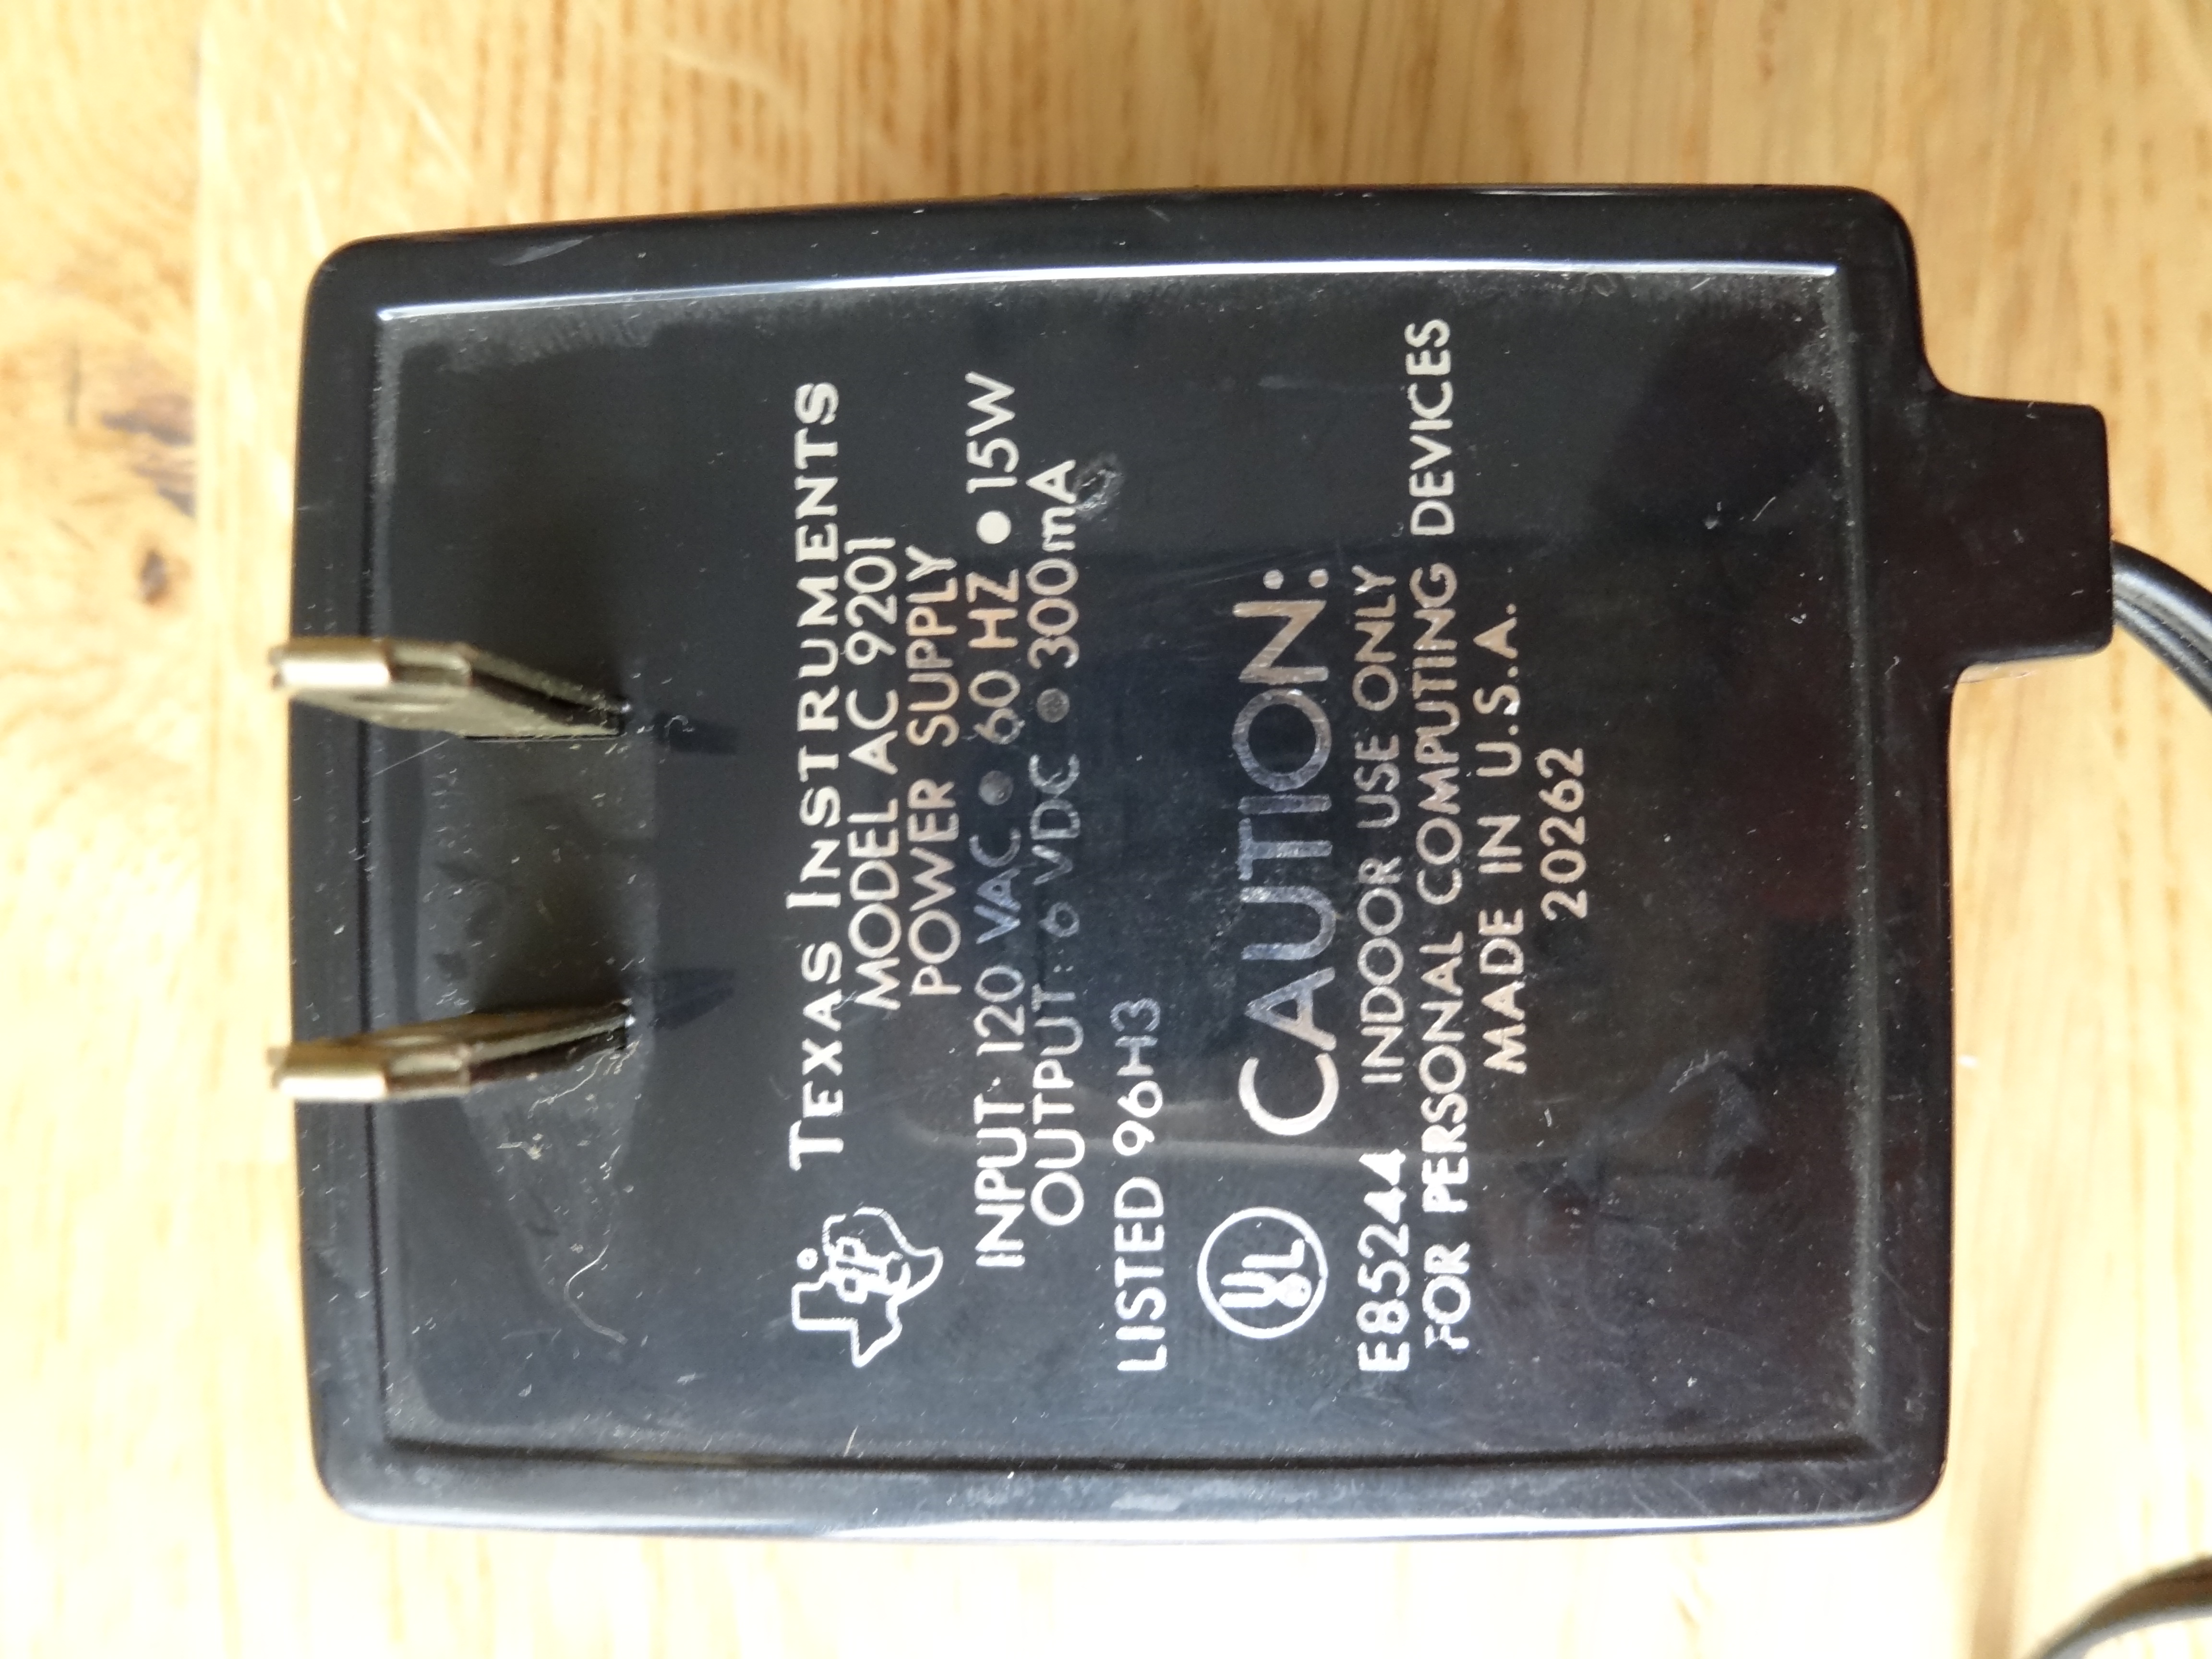 TEXAS INSTRUMENTS
MODEL AC 9201
POWER SUPPLY
INPUT: 120 VAC • 60 HZ • 15W
OUTPUT: 6 VDC • 300mA
LISTED 96H3
UL
CAUTION:
E85244 INDOOR USE ONLY
FOR PERSONAL COMPUTING DEVICES
MADE IN U.S.A.
20262